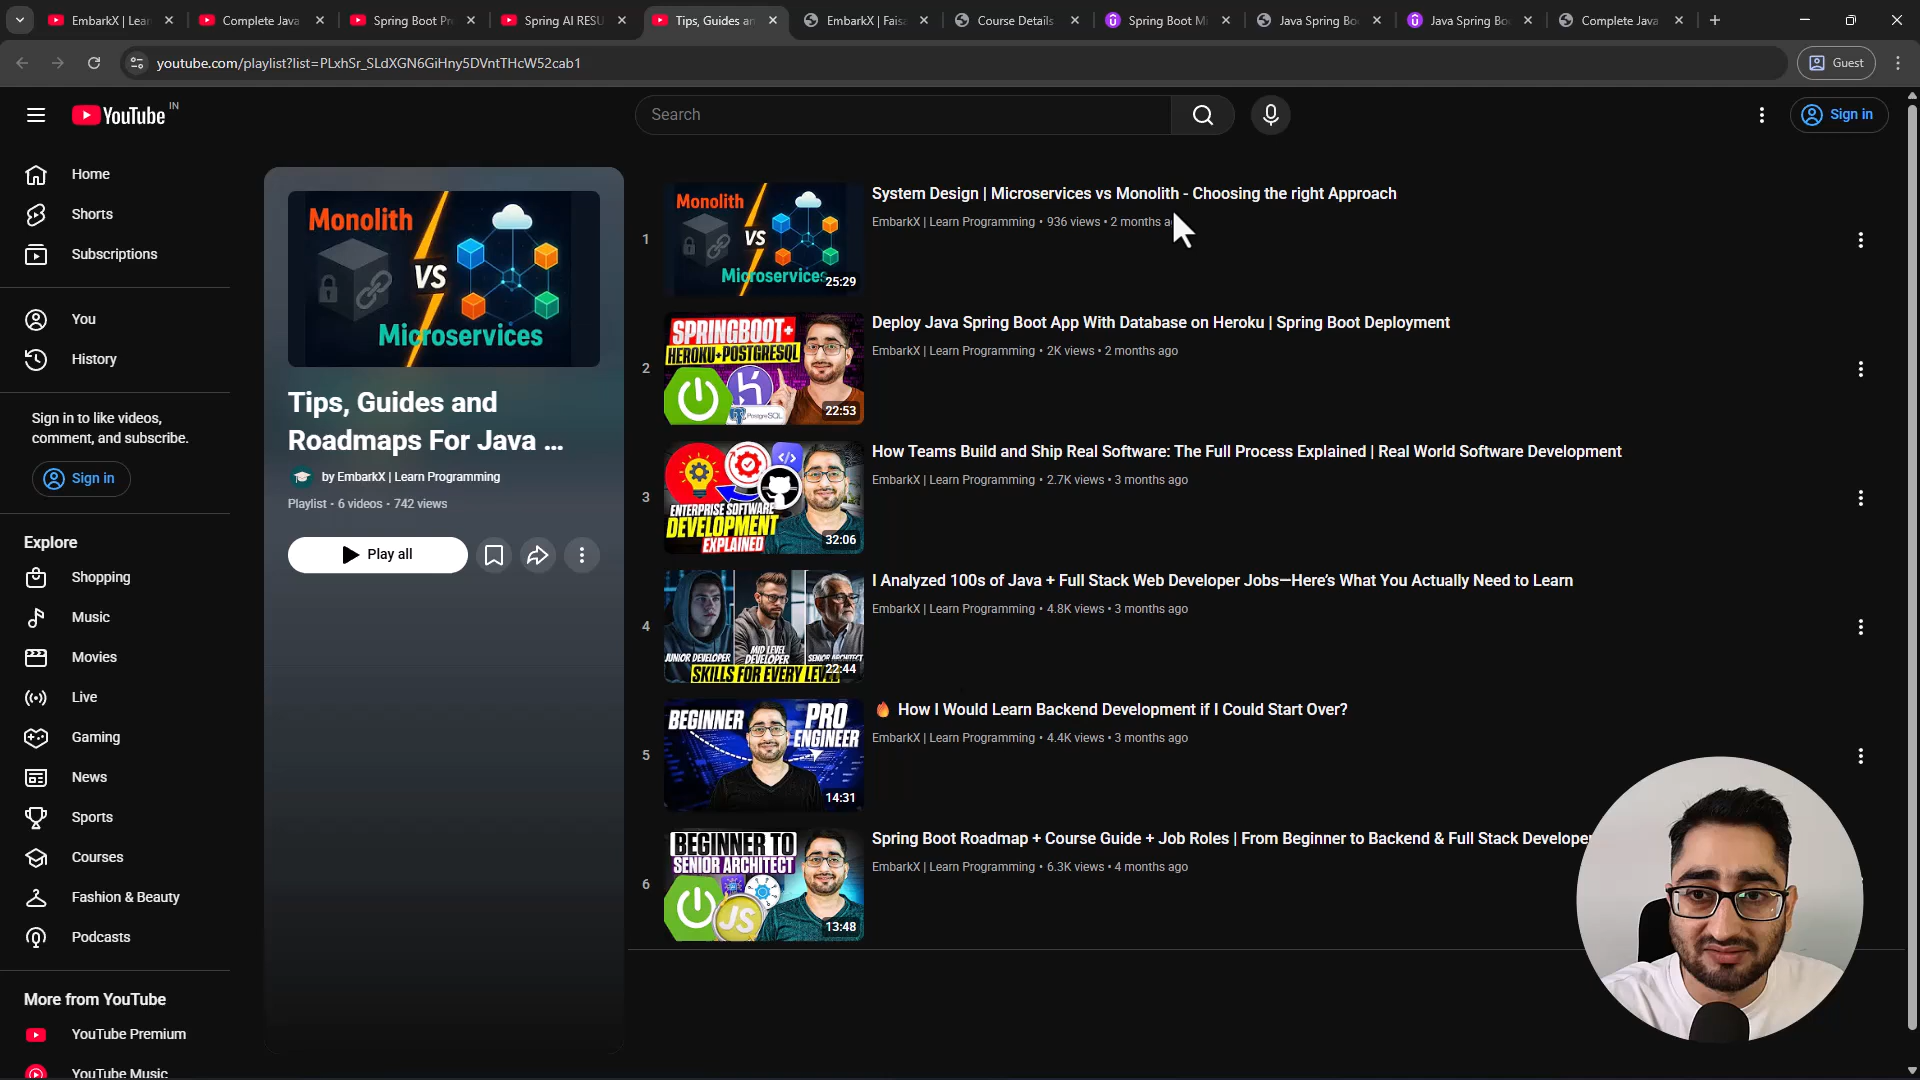 EmbarkX | Lear
Complete Java
Spring Boot Pr
Spring AI RESU
Tips, Guides an
EmbarkX | Fais
Course Details
Spring Boot Mi
Java Spring Bo
Java Spring Bo
Complete Java
youtube.com/playlist?list=PLxhSr_SLdXGN6GiHny5DVntTHcW52cab1
Guest
YouTube IN
Search
Sign in
Home
Shorts
Subscriptions
You
History
Sign in to like videos,
comment, and subscribe.
Sign in
Explore
Shopping
Music
Movies
Live
Gaming
News
Sports
Courses
Fashion & Beauty
Podcasts
More from YouTube
YouTube Premium
YouTube Music
Monolith
VS
Microservices
Tips, Guides and
Roadmaps For Java ...
by EmbarkX | Learn Programming
Playlist • 6 videos • 742 views
Play all
1
Monolith
VS
Microservices
25:29
System Design | Microservices vs Monolith - Choosing the right Approach
EmbarkX | Learn Programming • 936 views • 2 months a
2
SPRINGBOOT+
HEROKU+POSTGRESQL
PostgreSQL
22:53
Deploy Java Spring Boot App With Database on Heroku | Spring Boot Deployment
EmbarkX | Learn Programming • 2K views • 2 months ago
3
ENTERPRISE SOFTWARE
DEVELOPMENT
EXPLAINED
32:06
How Teams Build and Ship Real Software: The Full Process Explained | Real World Software Development
EmbarkX | Learn Programming • 2.7K views • 3 months ago
4
JUNIOR DEVELOPER
MID LEVEL
DEVELOPER
SENIOR ARCHITECT
SKILLS FOR EVERY LEVEL
22:44
I Analyzed 100s of Java + Full Stack Web Developer Jobs—Here's What You Actually Need to Learn
EmbarkX | Learn Programming • 4.8K views • 3 months ago
5
BEGINNER
PRO
ENGINEER
14:31
🔥 How I Would Learn Backend Development if I Could Start Over?
EmbarkX | Learn Programming • 4.4K views • 3 months ago
6
BEGINNER TO
SENIOR ARCHITECT
JS
13:48
Spring Boot Roadmap + Course Guide + Job Roles | From Beginner to Backend & Full Stack Developer
EmbarkX | Learn Programming • 6.3K views • 4 months ago